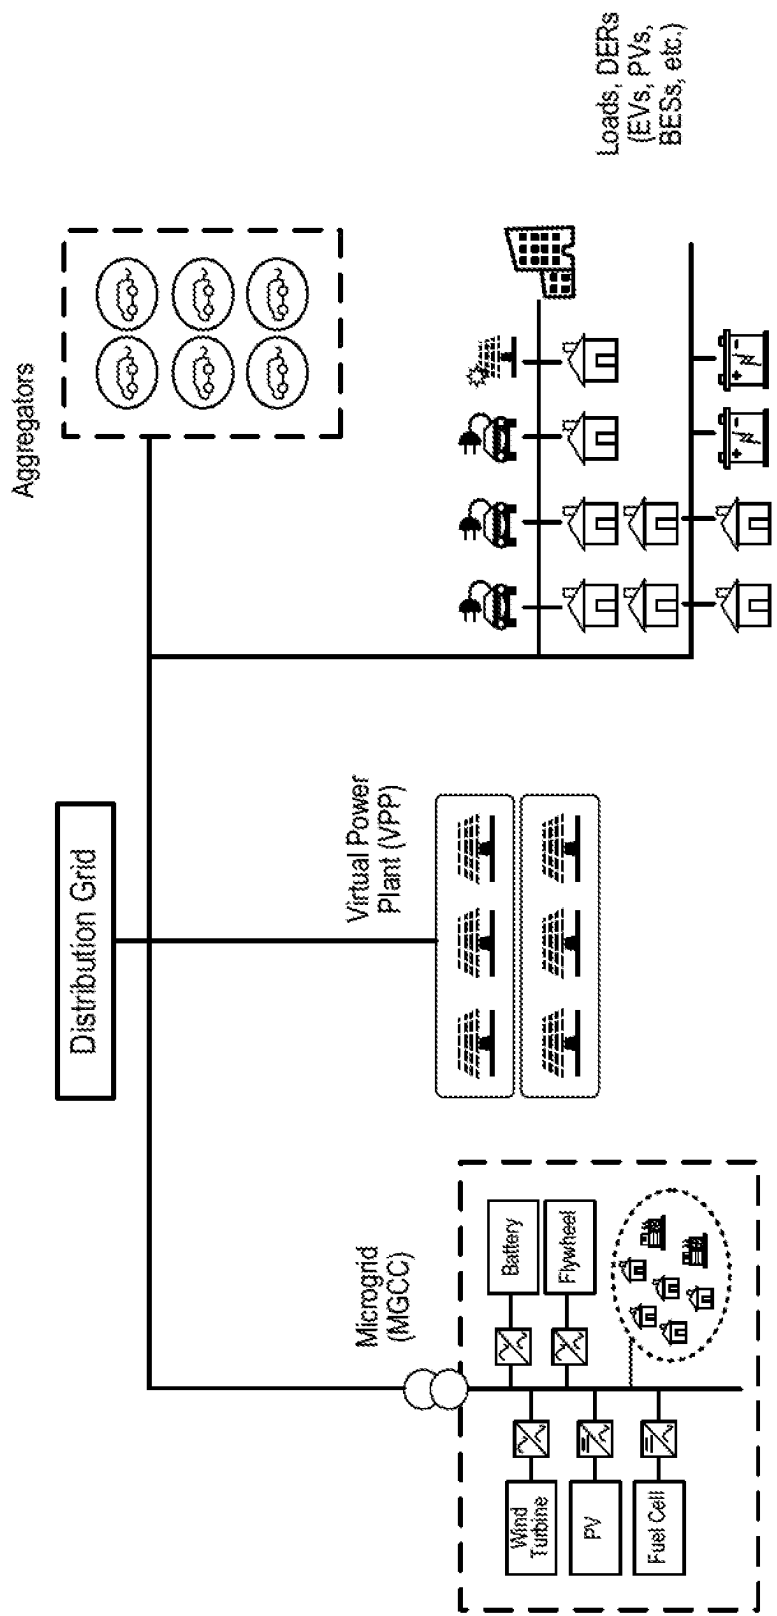 Distribution Grid
Aggregators
Microgrid
(MGCC)
Virtual Power
Plant (VPP)
Loads, DERs
(EVs, PVs,
BESs, etc.)
Wind
Turbine
PV
Fuel Cell
Battery
Flywheel